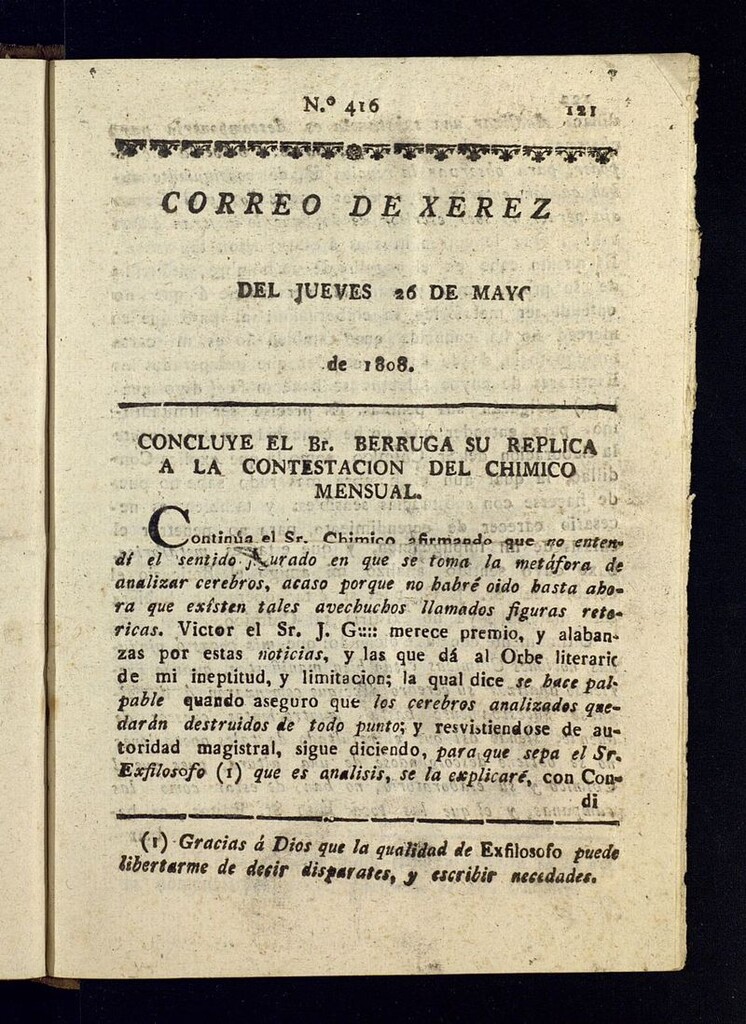 N.º 416 121
CORREO DE XEREZ
DEL JUEVES 26 DE MAYO
de 1808.
CONCLUYE EL Br. BERRUGA SU REPLICA
A LA CONTESTACION DEL CHIMICO
MENSUAL.
Continúa el Sr. Chimico afirmando que no enten-
dí el sentido figurado en que se toma la metáfora de
analizar cerebros, acaso porque no habré oido hasta aho-
ra que exísten tales avechuchos llamados figuras reto-
ricas. Victor el Sr. J. G:::: merece premio, y alaban-
zas por estas noticias, y las que dá al Orbe literario
de mi ineptitud, y limitacion; la qual dice se hace pal-
pable quando aseguro que los cerebros analizados que-
darán destruidos de todo punto; y resvistiendose de au-
toridad magistral, sigue diciendo, para que sepa el Sr.
Exfilosofo (1) que es analisis, se la explicaré, con Con-
di
(1) Gracias á Dios que la qualidad de Exfilosofo puede
libertarme de decir disparates, y escribir necedades.